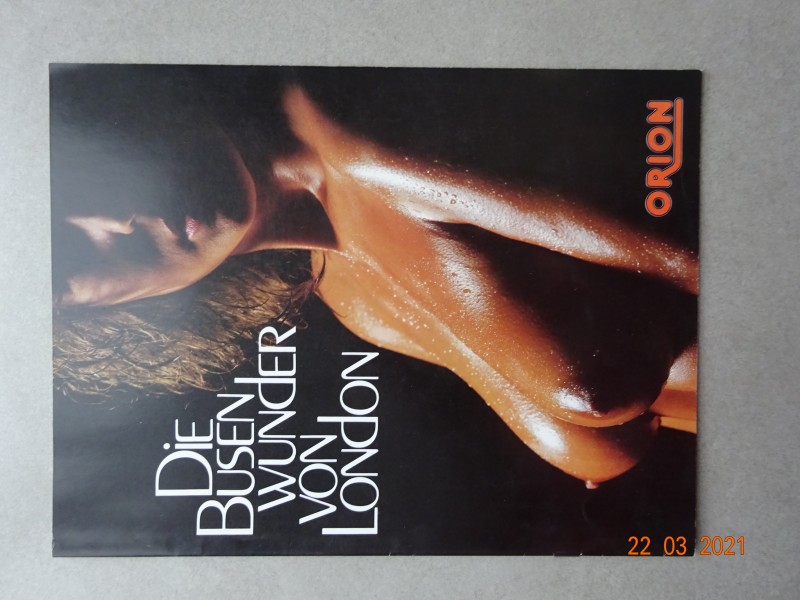 DIE
BUSEN
WUNDER
VON
LONDON
ORION
22 03 2021